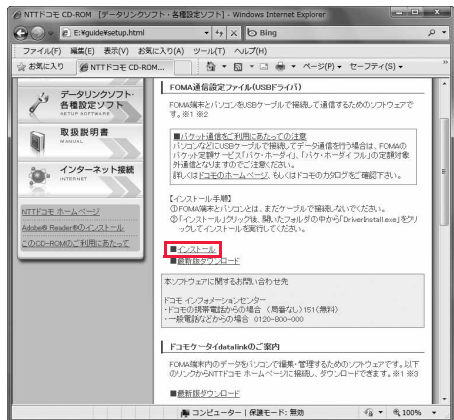 NTTドコモ CD-ROM [データリンクソフト・各種設定ソフト] - Windows Internet Explorer
E:¥guide¥setup.html
Bing
ファイル(F) 編集(E) 表示(V) お気に入り(A) ツール(T) ヘルプ(H)
お気に入り
NTTドコモ CD-ROM...
ページ(P)
セーフティ(S)
データリンクソフト・
各種設定ソフト
SETUP SOFTWARE
取扱説明書
MANUAL
インターネット接続
INTERNET
NTTドコモ ホームページ
Adobe® Reader®のインストール
このCD-ROMのご利用にあたって
FOMA通信設定ファイル(USBドライバ)
FOMA端末とパソコンをUSBケーブルで接続して通信するためのソフトウェアで
す。※1 ※2
■パケット通信をご利用にあたっての注意
パソコンなどにUSBケーブルで接続してデータ通信を行う場合は、FOMAの
パケット定額サービス「パケ・ホーダイ」、「パケ・ホーダイ フル」の定額対象
外通信となりますのでご注意ください。
詳しくはドコモのホームページ、もしくはドコモのカタログをご確認下さい。
【インストール手順】
①FOMA端末とパソコンとは、まだケーブルで接続しないでください。
②「インストール」クリック後、開いたフォルダの中から「DriverInstall.exe」をクリ
ックしてインストールを実行してください。
■インストール
■最新版ダウンロード
本ソフトウェアに関するお問い合わせ先
ドコモ インフォメーションセンター
・ドコモの携帯電話からの場合 (局番なし)151(無料)
・一般電話などからの場合 0120-800-000
ドコモケータイdatalinkのご案内
FOMA端末内のデータをパソコンで編集・管理するためのソフトウェアです。以下
のリンクからNTTドコモ ホームページに接続し、ダウンロードできます。※1 ※3
■最新版ダウンロード
コンピューター | 保護モード: 無効
100%